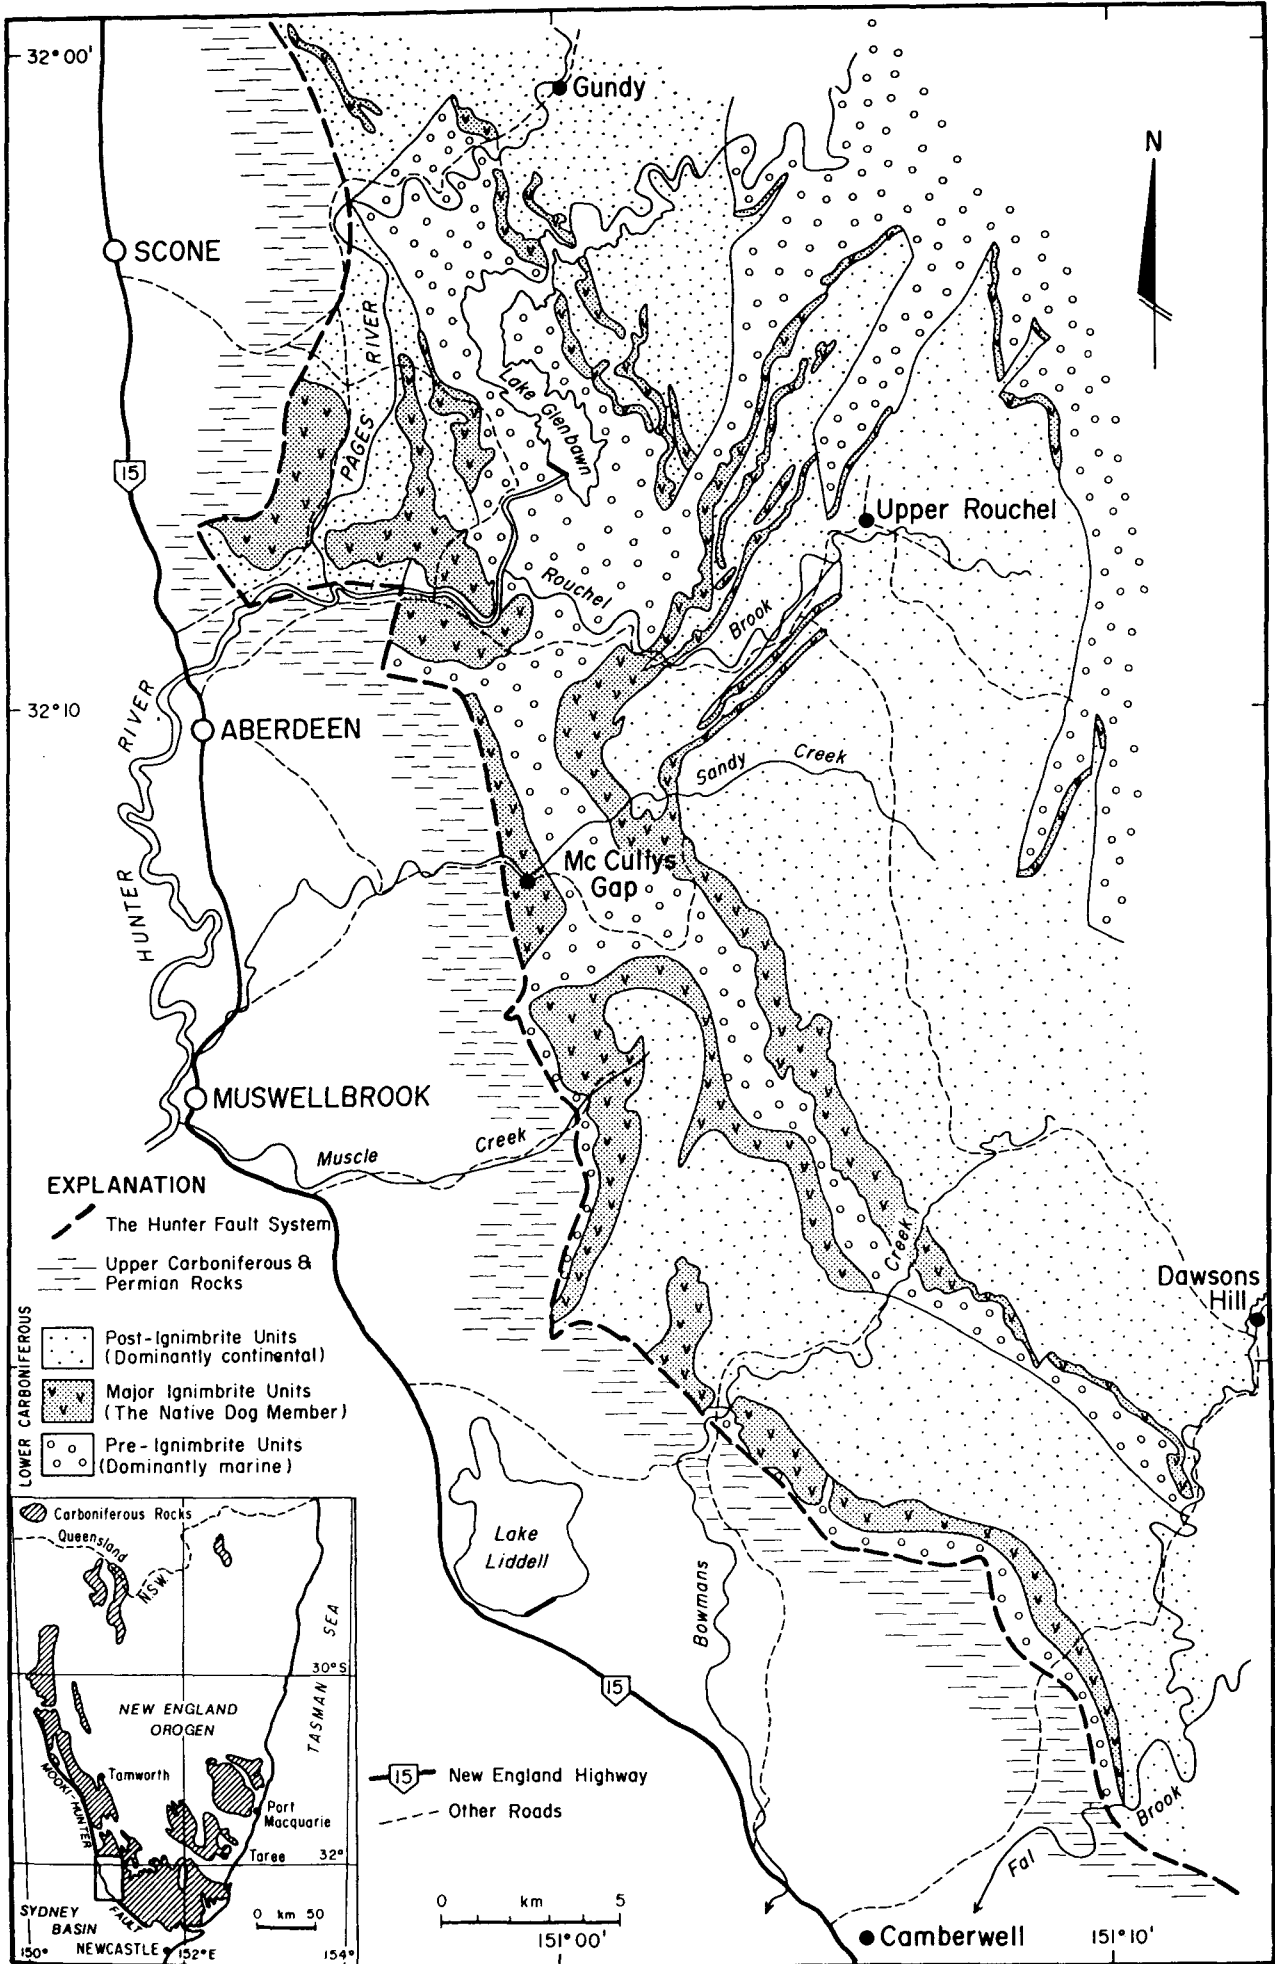 32°00'
Gundy
N
SCONE
PAGES RIVER
Lake Glenbawn
15
Upper Rouchel
Rouchel
Brook
32°10
HUNTER RIVER
ABERDEEN
Sandy Creek
Mc Cullys
Gap
MUSWELLBROOK
Muscle Creek
Creek
Dawsons
Hill
EXPLANATION
The Hunter Fault System
Upper Carboniferous &
Permian Rocks
LOWER CARBONIFEROUS
Post-Ignimbrite Units
(Dominantly continental)
Major Ignimbrite Units
(The Native Dog Member)
Pre-Ignimbrite Units
(Dominantly marine)
Lake
Liddell
Bowmans
15
Carboniferous Rocks
Queensland
N.S.W.
30°S
TASMAN SEA
NEW ENGLAND
OROGEN
Tamworth
MOOKI-HUNTER
FAULT
Port
Macquarie
Taree
32°
SYDNEY
BASIN
NEWCASTLE
0 km 50
150°
152°E
154°
15 New England Highway
Other Roads
0 km 5
Fal Brook
151°00'
Camberwell
151°10'